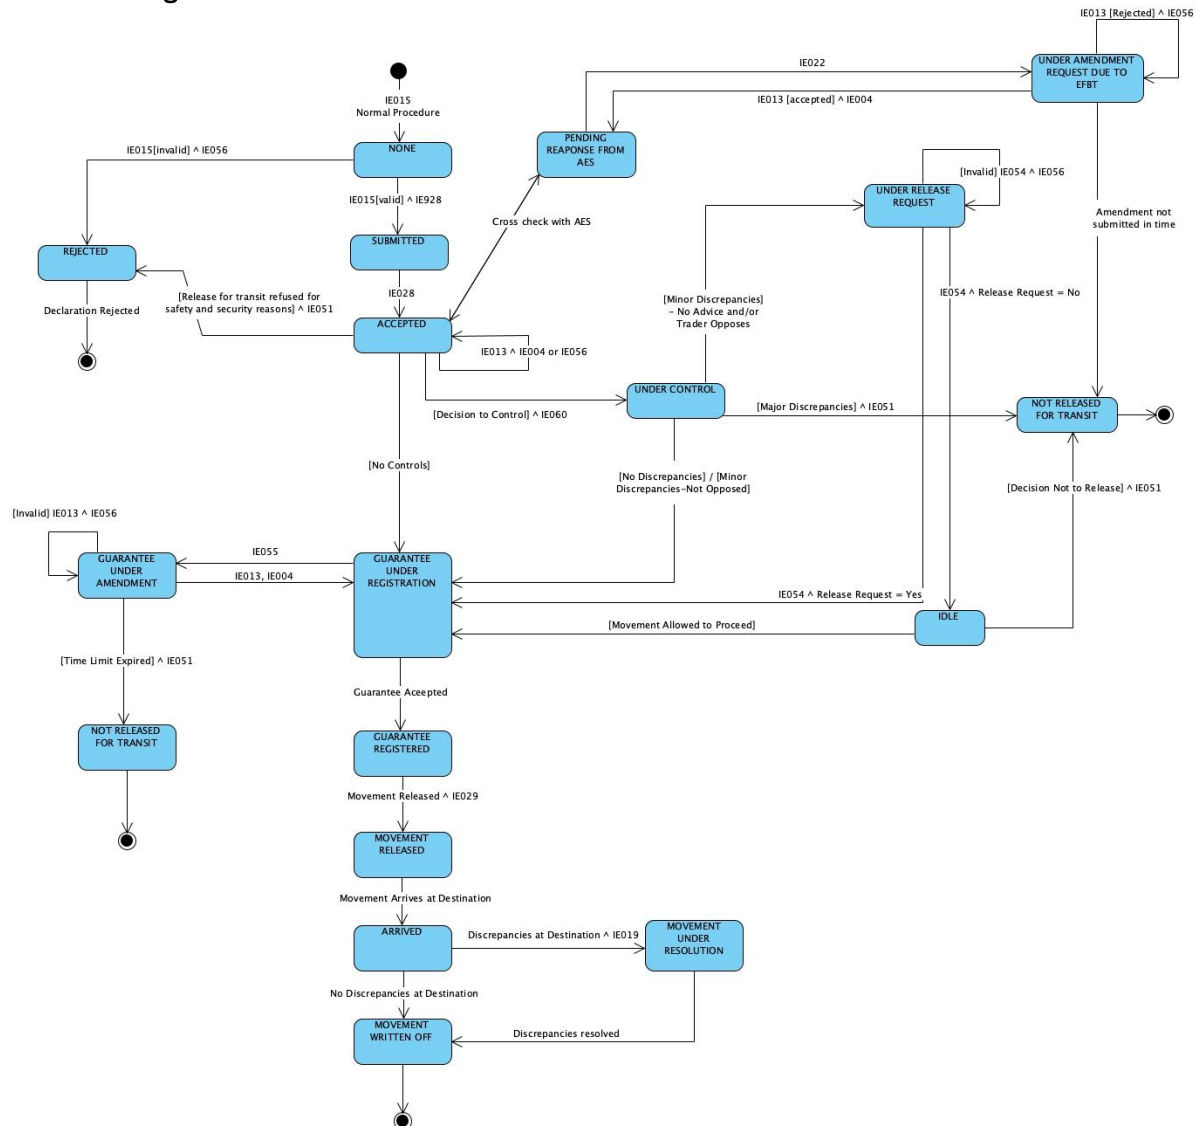 IE013 [Rejected] ^ IE056
UNDER AMENDMENT
REQUEST DUE TO
EFBT
IE022
IE013 [accepted] ^ IE004
IE015
Normal Procedure
PENDING
REAPONSE FROM
AES
NONE
IE015[invalid] ^ IE056
[Invalid] IE054 ^ IE056
UNDER RELEASE
REQUEST
IE015[valid] ^ IE928
Cross check with AES
Amendment not
submitted in time
SUBMITTED
REJECTED
IE028
IE054 ^ Release Request = No
[Release for transit refused for
safety and security reasons] ^ IE051
Declaration Rejected
[Minor Discrepancies]
- No Advice and/or
Trader Opposes
ACCEPTED
IE013 ^ IE004 or IE056
UNDER CONTROL
[Decision to Control] ^ IE060
[Major Discrepancies] ^ IE051
NOT RELEASED
FOR TRANSIT
[No Controls]
[No Discrepancies] / [Minor
Discrepancies-Not Opposed]
[Decision Not to Release] ^ IE051
[Invalid] IE013 ^ IE056
GUARANTEE
UNDER
AMENDMENT
IE055
IE013, IE004
GUARANTEE
UNDER
REGISTRATION
IE054 ^ Release Request = Yes
IDLE
[Movement Allowed to Proceed]
[Time Limit Expired] ^ IE051
Guarantee Aceepted
NOT RELEASED
FOR TRANSIT
GUARANTEE
REGISTERED
Movement Released ^ IE029
MOVEMENT
RELEASED
Movement Arrives at Destination
ARRIVED
Discrepancies at Destination ^ IE019
MOVEMENT
UNDER
RESOLUTION
No Discrepancies at Destination
MOVEMENT
WRITTEN OFF
Discrepancies resolved